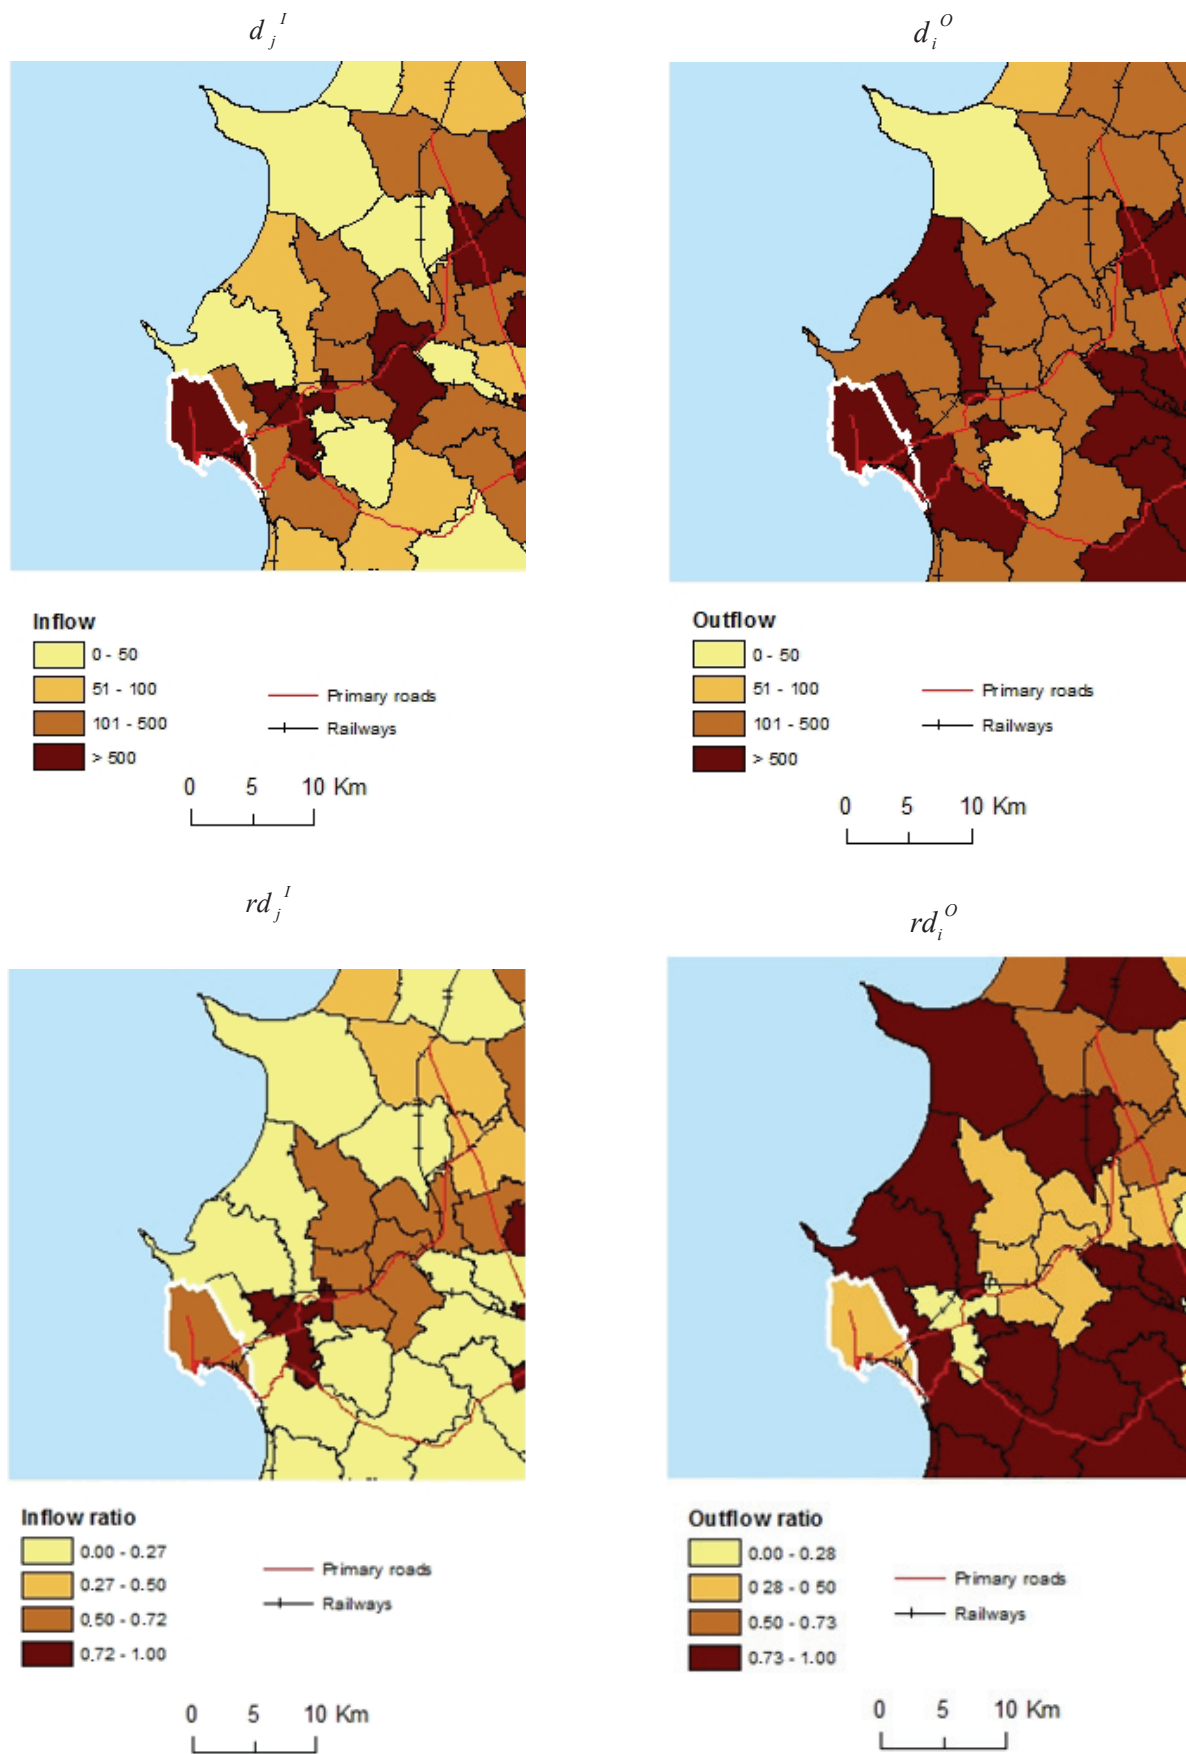 d_j^I
d_i^O
Inflow
0 - 50
51 - 100
101 - 500
> 500
Primary roads
Railways
0 5 10 Km
Outflow
0 - 50
51 - 100
101 - 500
> 500
Primary roads
Railways
0 5 10 Km
rd_j^I
rd_i^O
Inflow ratio
0.00 - 0.27
0.27 - 0.50
0.50 - 0.72
0.72 - 1.00
Primary roads
Railways
0 5 10 Km
Outflow ratio
0.00 - 0.28
0.28 - 0.50
0.50 - 0.73
0.73 - 1.00
Primary roads
Railways
0 5 10 Km